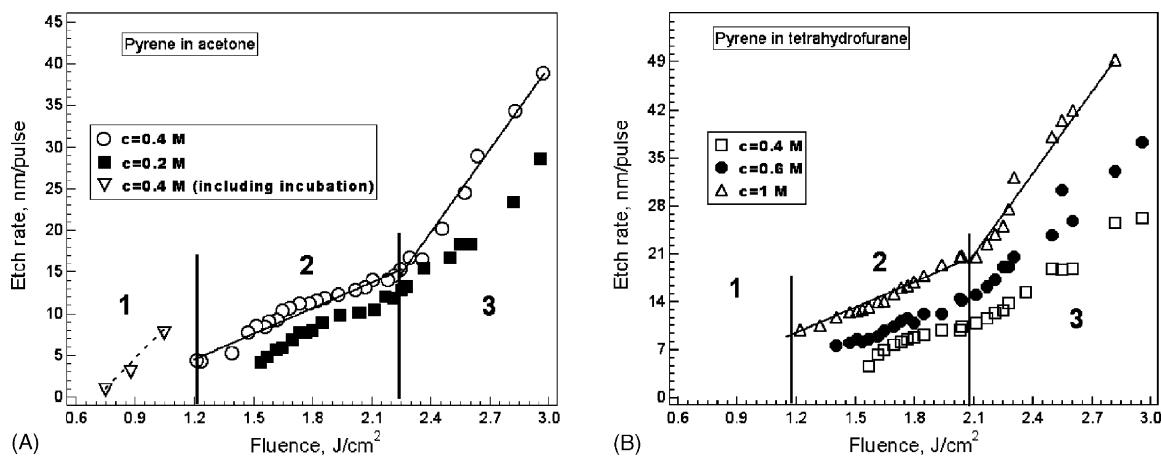 (A)
Etch rate, nm/pulse
45
40
35
30
25
20
15
10
5
0
Pyrene in acetone
c=0.4 M
c=0.2 M
c=0.4 M (including incubation)
1
2
3
0.6 0.9 1.2 1.5 1.8 2.1 2.4 2.7 3.0
Fluence, J/cm²
(B)
Etch rate, nm/pulse
49
42
35
28
21
14
7
0
Pyrene in tetrahydrofurane
c=0.4 M
c=0.6 M
c=1 M
1
2
3
0.6 0.9 1.2 1.5 1.8 2.1 2.4 2.7 3.0
Fluence, J/cm²